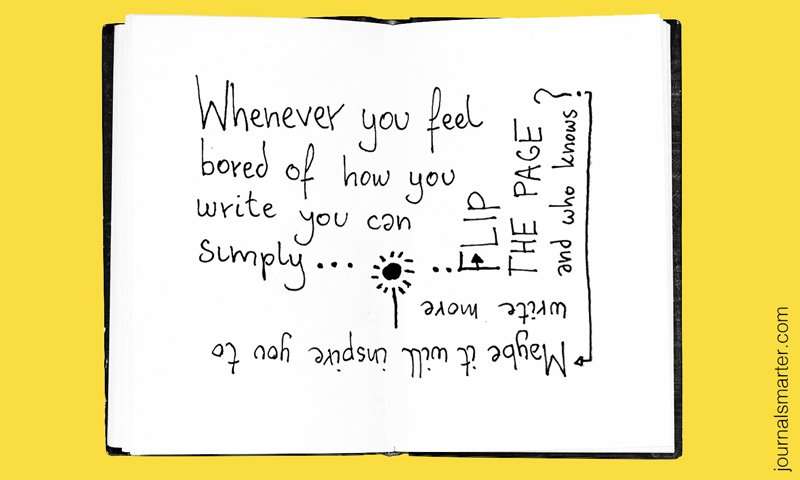 Whenever you feel
bored of how you
write you can
simply...
..FLIP
THE PAGE
and who knows?
Maybe it will inspire you to
write more
journalsmarter.com